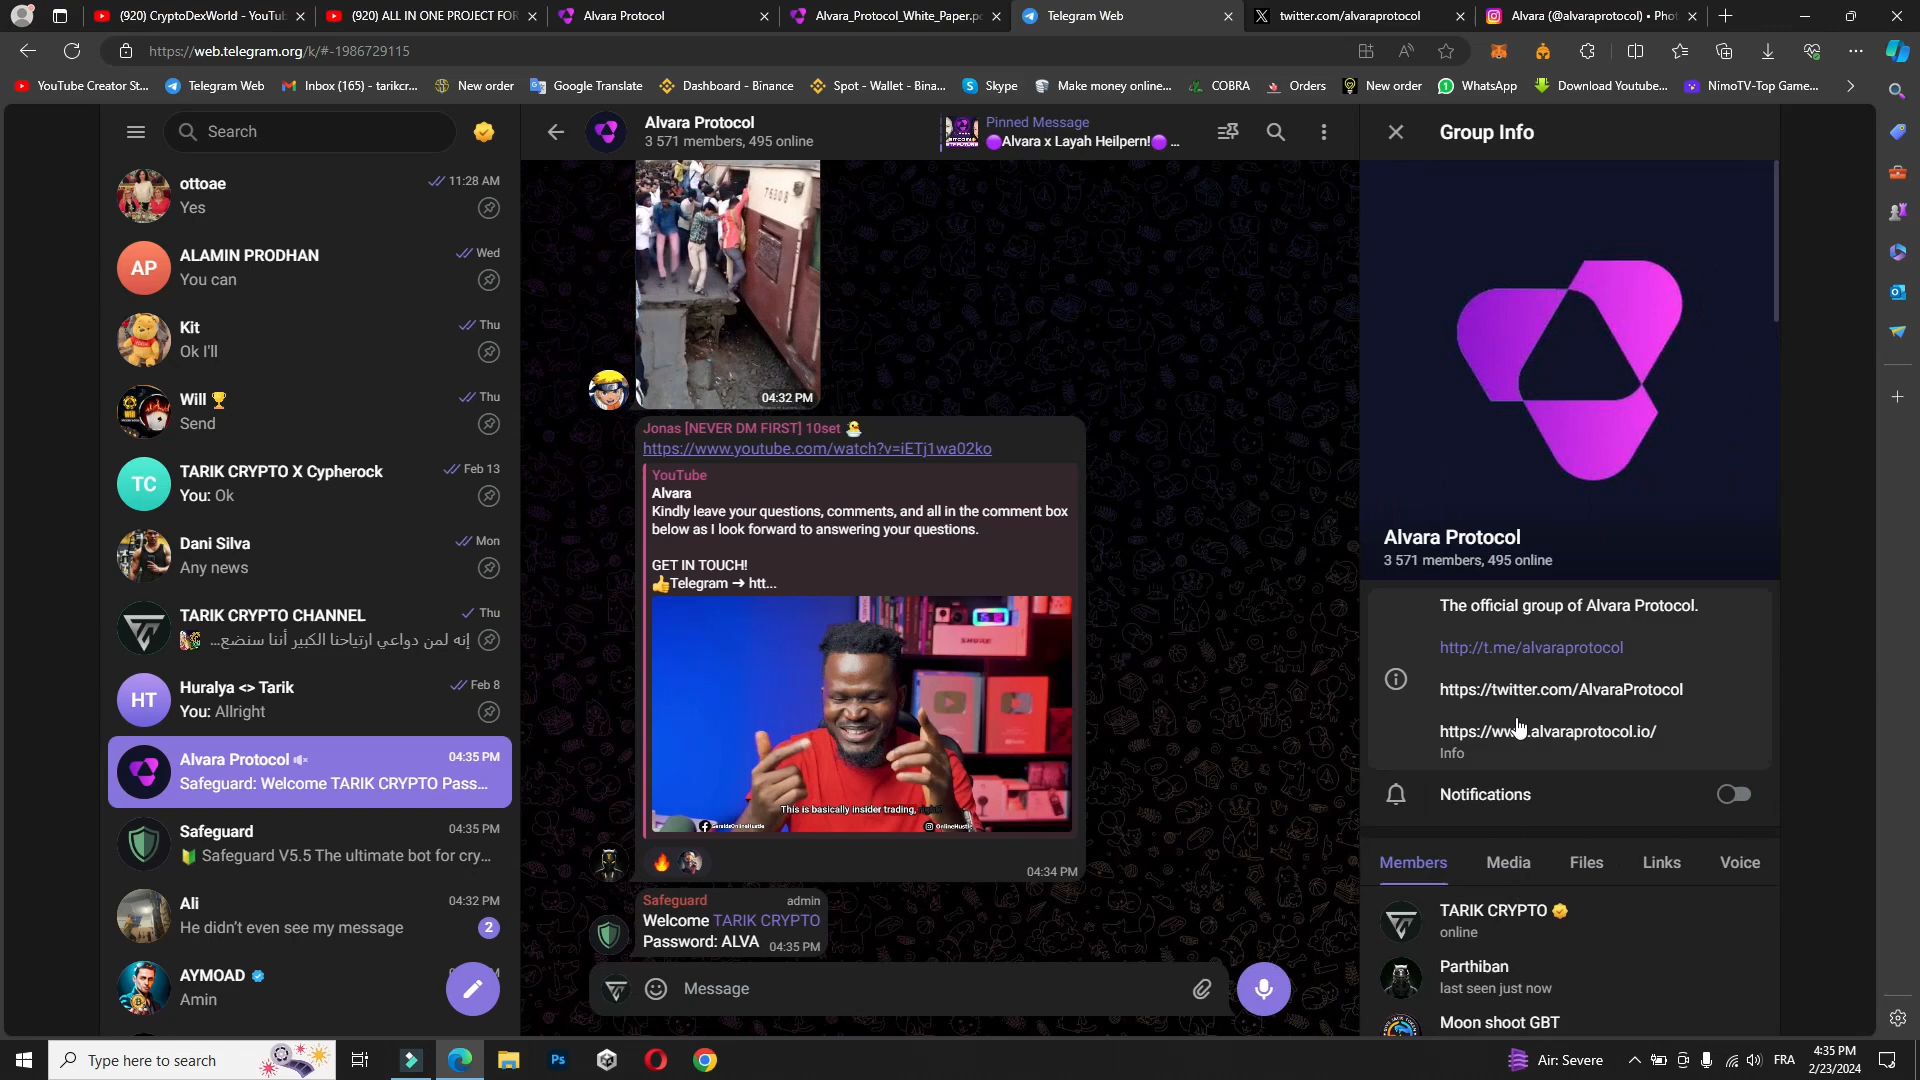 (920) CryptoDexWorld - YouTub
(920) ALL IN ONE PROJECT FOR
Alvara Protocol
Alvara_Protocol_White_Paper.pc
Telegram Web
twitter.com/alvaraprotocol
Alvara (@alvaraprotocol) • Phot
https://web.telegram.org/k/#-1986729115
YouTube Creator St...
Telegram Web
Inbox (165) - tarikcr...
New order
Google Translate
Dashboard - Binance
Spot - Wallet - Bina...
Skype
Make money online...
COBRA
Orders
New order
WhatsApp
Download Youtube...
NimoTV-Top Game...
Search
ottoae
11:28 AM
Yes
AP
ALAMIN PRODHAN
Wed
You can
Kit
Thu
Ok I'll
Will 🏆
Thu
Send
TC
TARIK CRYPTO X Cypherock
Feb 13
You: Ok
Dani Silva
Mon
Any news
TARIK CRYPTO CHANNEL
Thu
إنه لمن دواعي ارتياحنا الكبير أننا سنضع...
HT
Huralya <> Tarik
Feb 8
You: Allright
Alvara Protocol
04:35 PM
Safeguard: Welcome TARIK CRYPTO Pass...
Safeguard
04:35 PM
🔰 Safeguard V5.5 The ultimate bot for cry...
Ali
04:32 PM
He didn't even see my message
2
AYMOAD
Amin
Alvara Protocol
3 571 members, 495 online
Pinned Message
🟣Alvara x Layah Heilpern!🟣 ...
7630B
04:32 PM
Jonas [NEVER DM FIRST] 10set 🐣
https://www.youtube.com/watch?v=iETj1wa02ko
YouTube
Alvara
Kindly leave your questions, comments, and all in the comment box
below as I look forward to answering your questions.
GET IN TOUCH!
👍Telegram ➜ htt...
SHURE
This is basically insider trading,
GeraldsOnlineHustle
OnlineHustle
04:34 PM
Safeguard
admin
Welcome TARIK CRYPTO
Password: ALVA
04:35 PM
Message
Group Info
Alvara Protocol
3 571 members, 495 online
The official group of Alvara Protocol.
http://t.me/alvaraprotocol
https://twitter.com/AlvaraProtocol
https://www.alvaraprotocol.io/
Info
Notifications
Members
Media
Files
Links
Voice
TARIK CRYPTO
online
Parthiban
last seen just now
Moon shoot GBT
Type here to search
Ps
Air: Severe
FRA
4:35 PM
2/23/2024